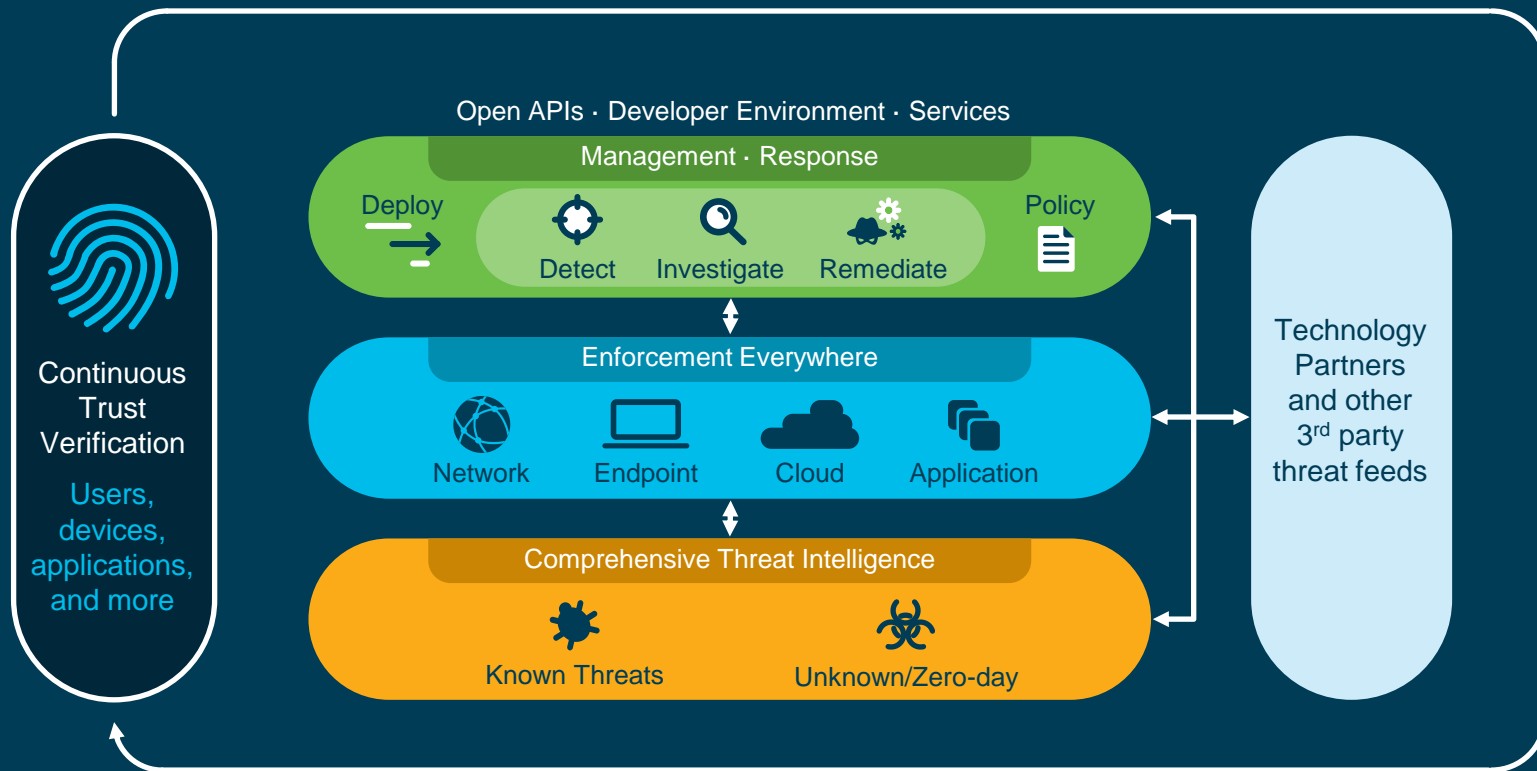 Open APIs · Developer Environment · Services
Management · Response
Deploy
Detect
Investigate
Remediate
Policy
Enforcement Everywhere
Network
Endpoint
Cloud
Application
Comprehensive Threat Intelligence
Known Threats
Unknown/Zero-day
Continuous
Trust
Verification
Users,
devices,
applications,
and more
Technology
Partners
and other
3rd party
threat feeds